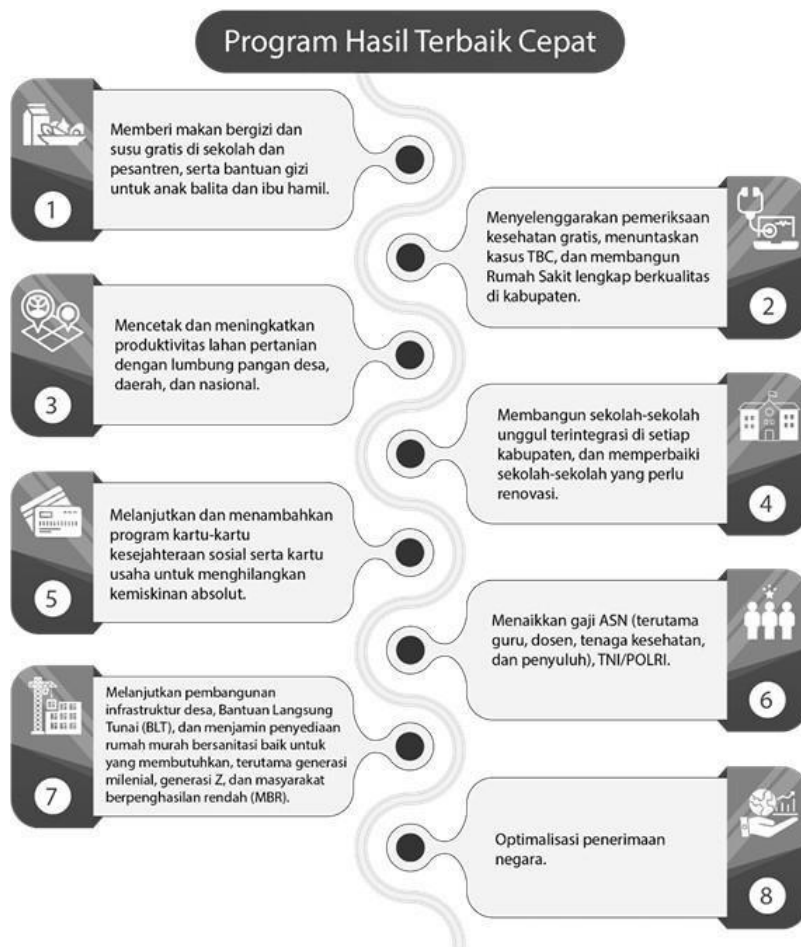 Program Hasil Terbaik Cepat
Memberi makan bergizi dan
susu gratis di sekolah dan
pesantren, serta bantuan gizi
untuk anak balita dan ibu hamil.
1
Menyelenggarakan pemeriksaan
kesehatan gratis, menuntaskan
kasus TBC, dan membangun
Rumah Sakit lengkap berkualitas
di kabupaten.
2
Mencetak dan meningkatkan
produktivitas lahan pertanian
dengan lumbung pangan desa,
daerah, dan nasional.
3
Membangun sekolah-sekolah
unggul terintegrasi di setiap
kabupaten, dan memperbaiki
sekolah-sekolah yang perlu
renovasi.
4
Melanjutkan dan menambahkan
program kartu-kartu
kesejahteraan sosial serta kartu
usaha untuk menghilangkan
kemiskinan absolut.
5
Menaikkan gaji ASN (terutama
guru, dosen, tenaga kesehatan,
dan penyuluh), TNI/POLRI.
6
Melanjutkan pembangunan
infrastruktur desa, Bantuan Langsung
Tunai (BLT), dan menjamin penyediaan
rumah murah bersanitasi baik untuk
yang membutuhkan, terutama generasi
milenial, generasi Z, dan masyarakat
berpenghasilan rendah (MBR).
7
Optimalisasi penerimaan
negara.
8